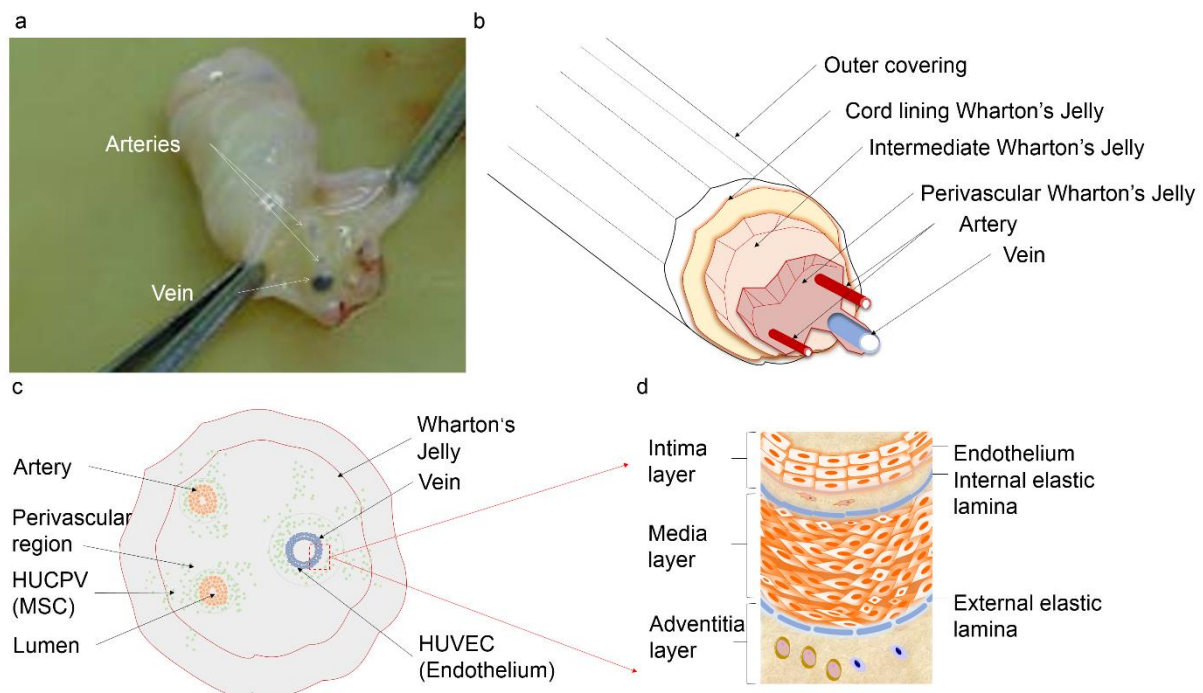 a
Arteries
Vein
b
Outer covering
Cord lining Wharton's Jelly
Intermediate Wharton's Jelly
Perivascular Wharton's Jelly
Artery
Vein
c
Artery
Perivascular
region
HUCPV
(MSC)
Lumen
Wharton's
Jelly
Vein
HUVEC
(Endothelium)
d
Intima
layer
Media
layer
Adventitia
layer
Endothelium
Internal elastic
lamina
External elastic
lamina